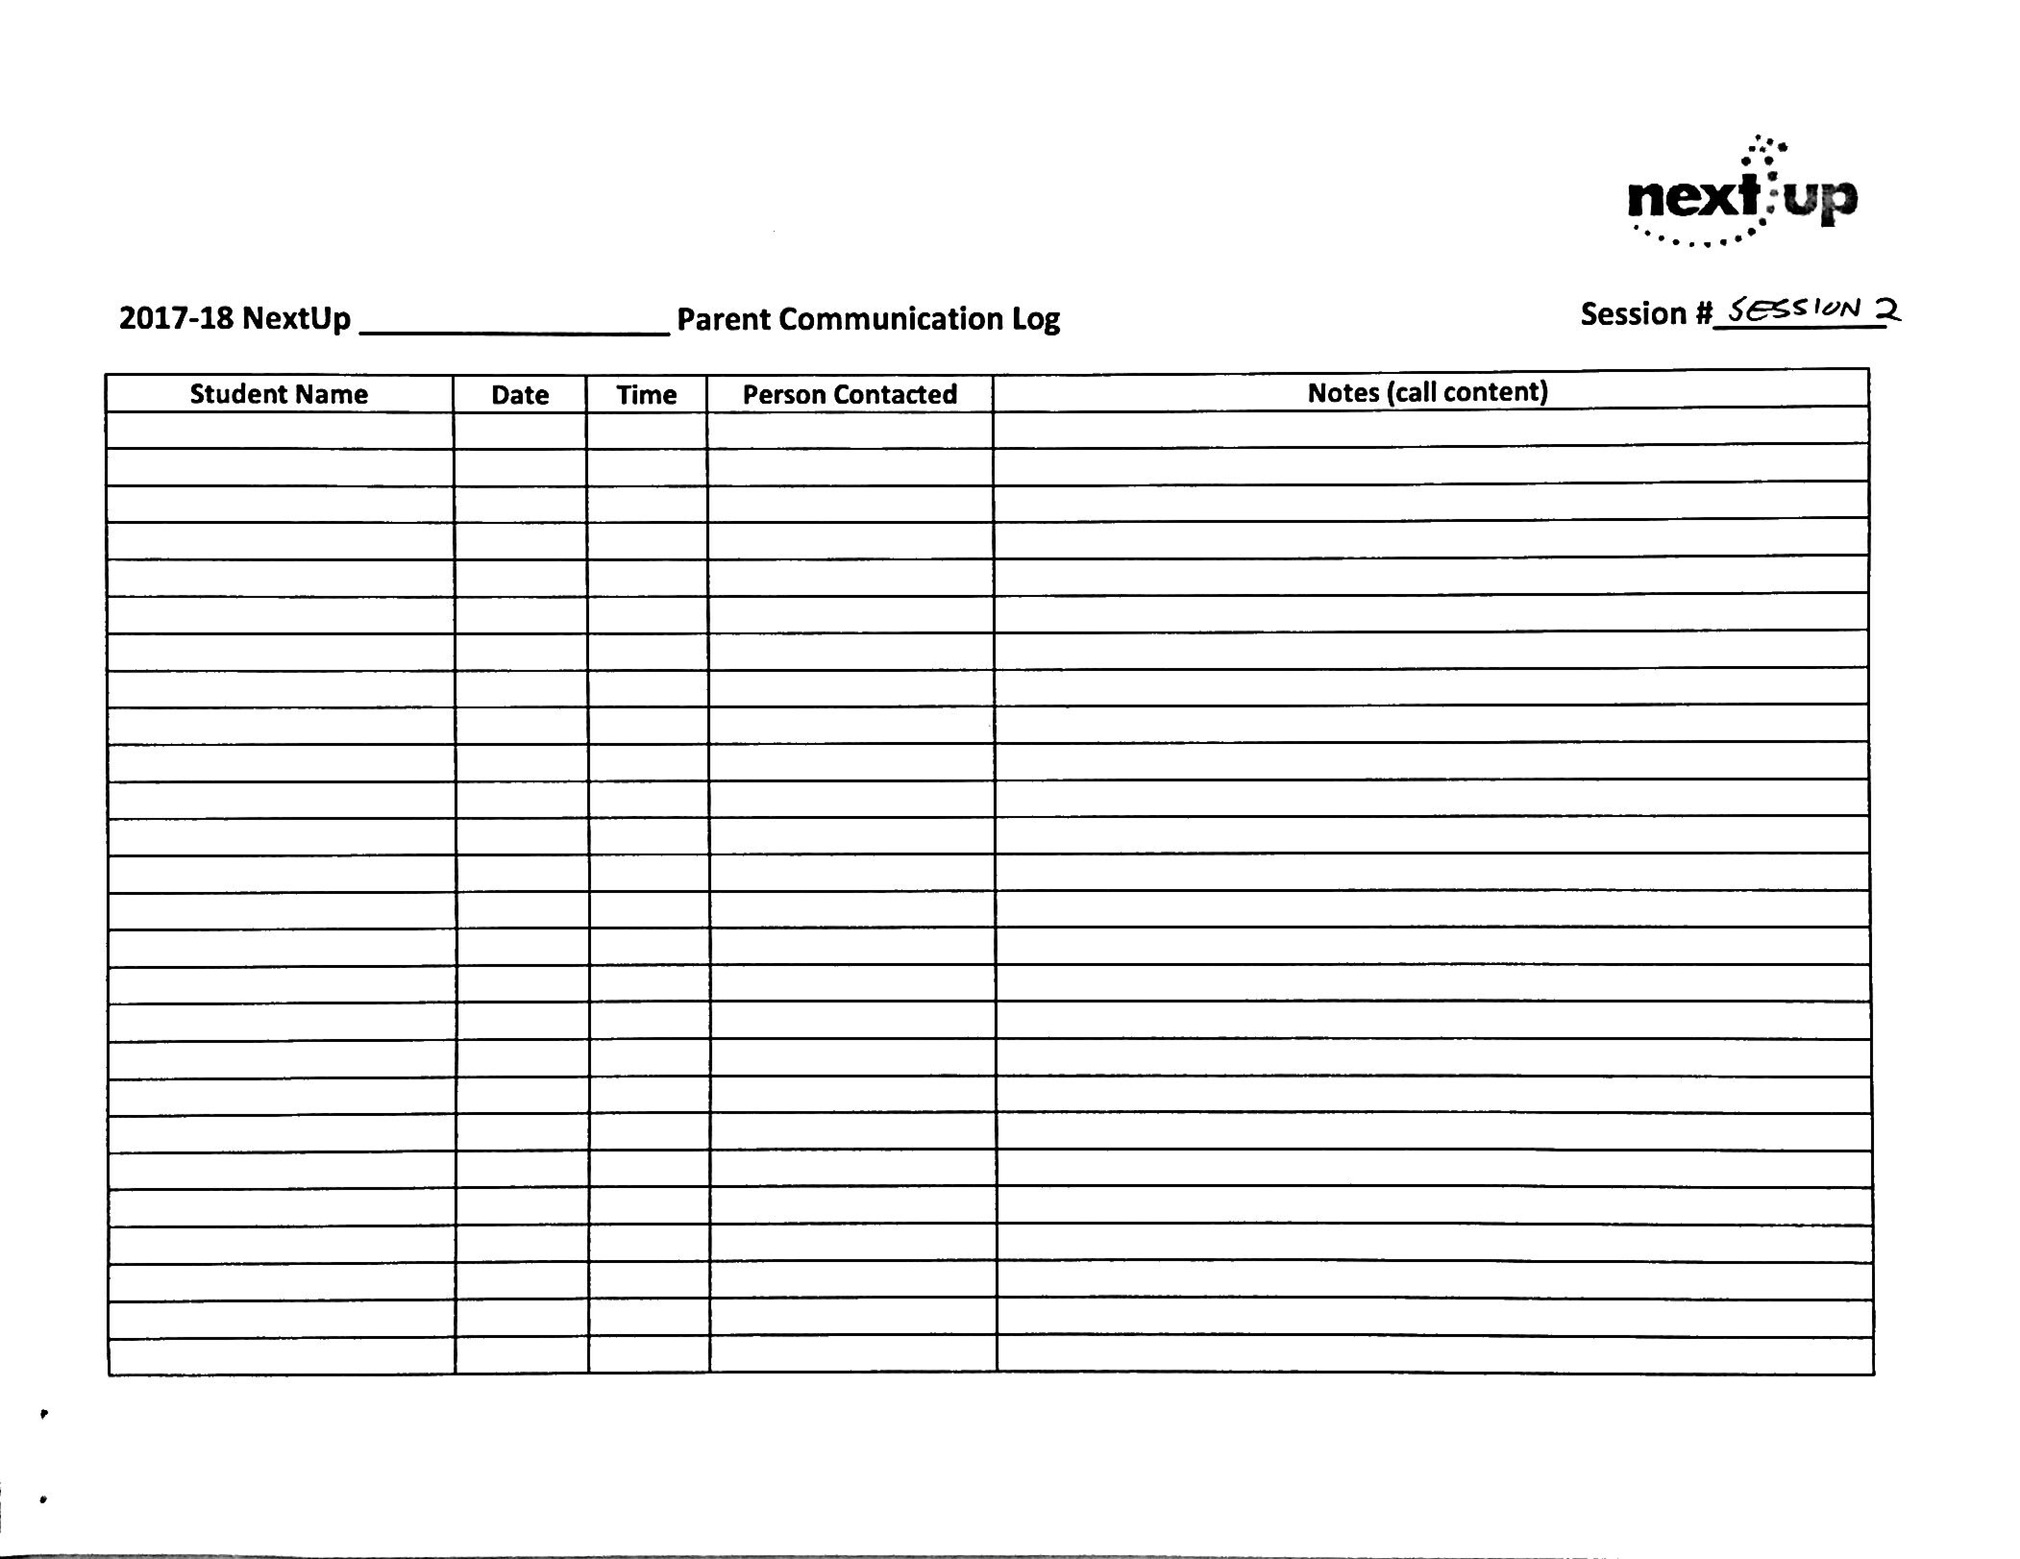 next up
2017-18 NextUp ____________________ Parent Communication Log
Session # SESSION 2
Student Name Date Time Person Contacted Notes (call content)